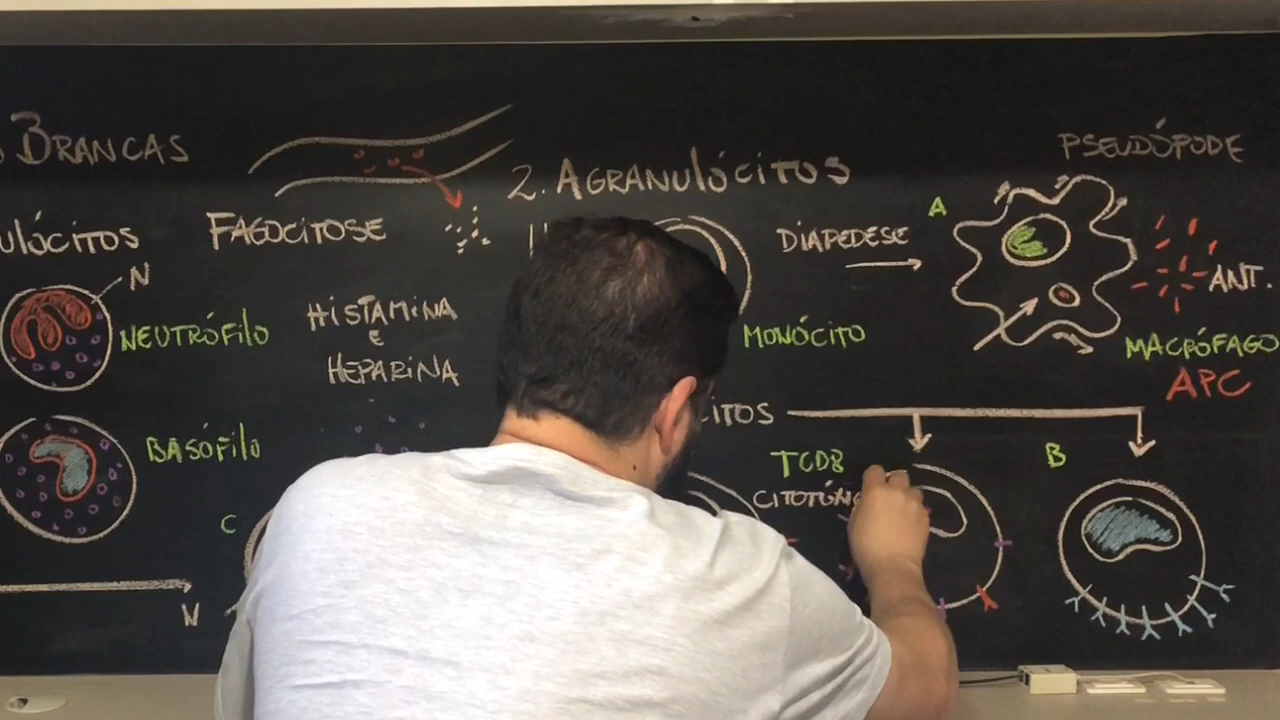 BRANCAS
2. AGRANULÓCITOS
PSEUDÓPODE
ULÓCITOS
FAGOCITOSE
DIAPEDESE
A
N
ANT.
NEUTRÓFILO
HISTAMINA
E
HEPARINA
MONÓCITO
MACRÓFAGO
APC
CITOS
BASÓFILO
TCD8
B
C
N